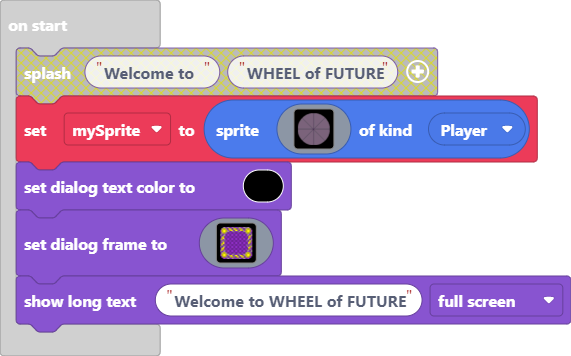 on start
splash "Welcome to " "WHEEL of FUTURE"
set mySprite to sprite of kind Player
set dialog text color to
set dialog frame to
show long text "Welcome to WHEEL of FUTURE" full screen